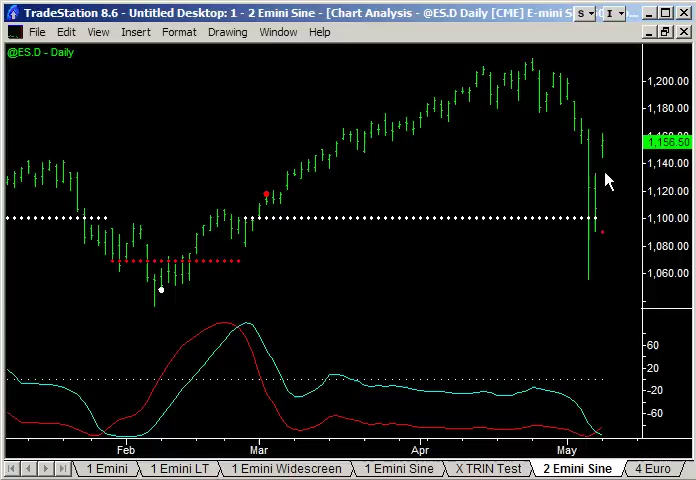 TradeStation 8.6 - Untitled Desktop: 1 - 2 Emini Sine - [Chart Analysis - @ES.D Daily [CME] E-mini S
S I
File Edit View Insert Format Drawing Window Help
@ES.D - Daily
1,200.00
1,180.00
1,156.50
1,140.00
1,120.00
1,100.00
1,080.00
1,060.00
60
20
-20
-60
Feb Mar Apr May
1 Emini 1 Emini LT 1 Emini Widescreen 1 Emini Sine X TRIN Test 2 Emini Sine 4 Euro